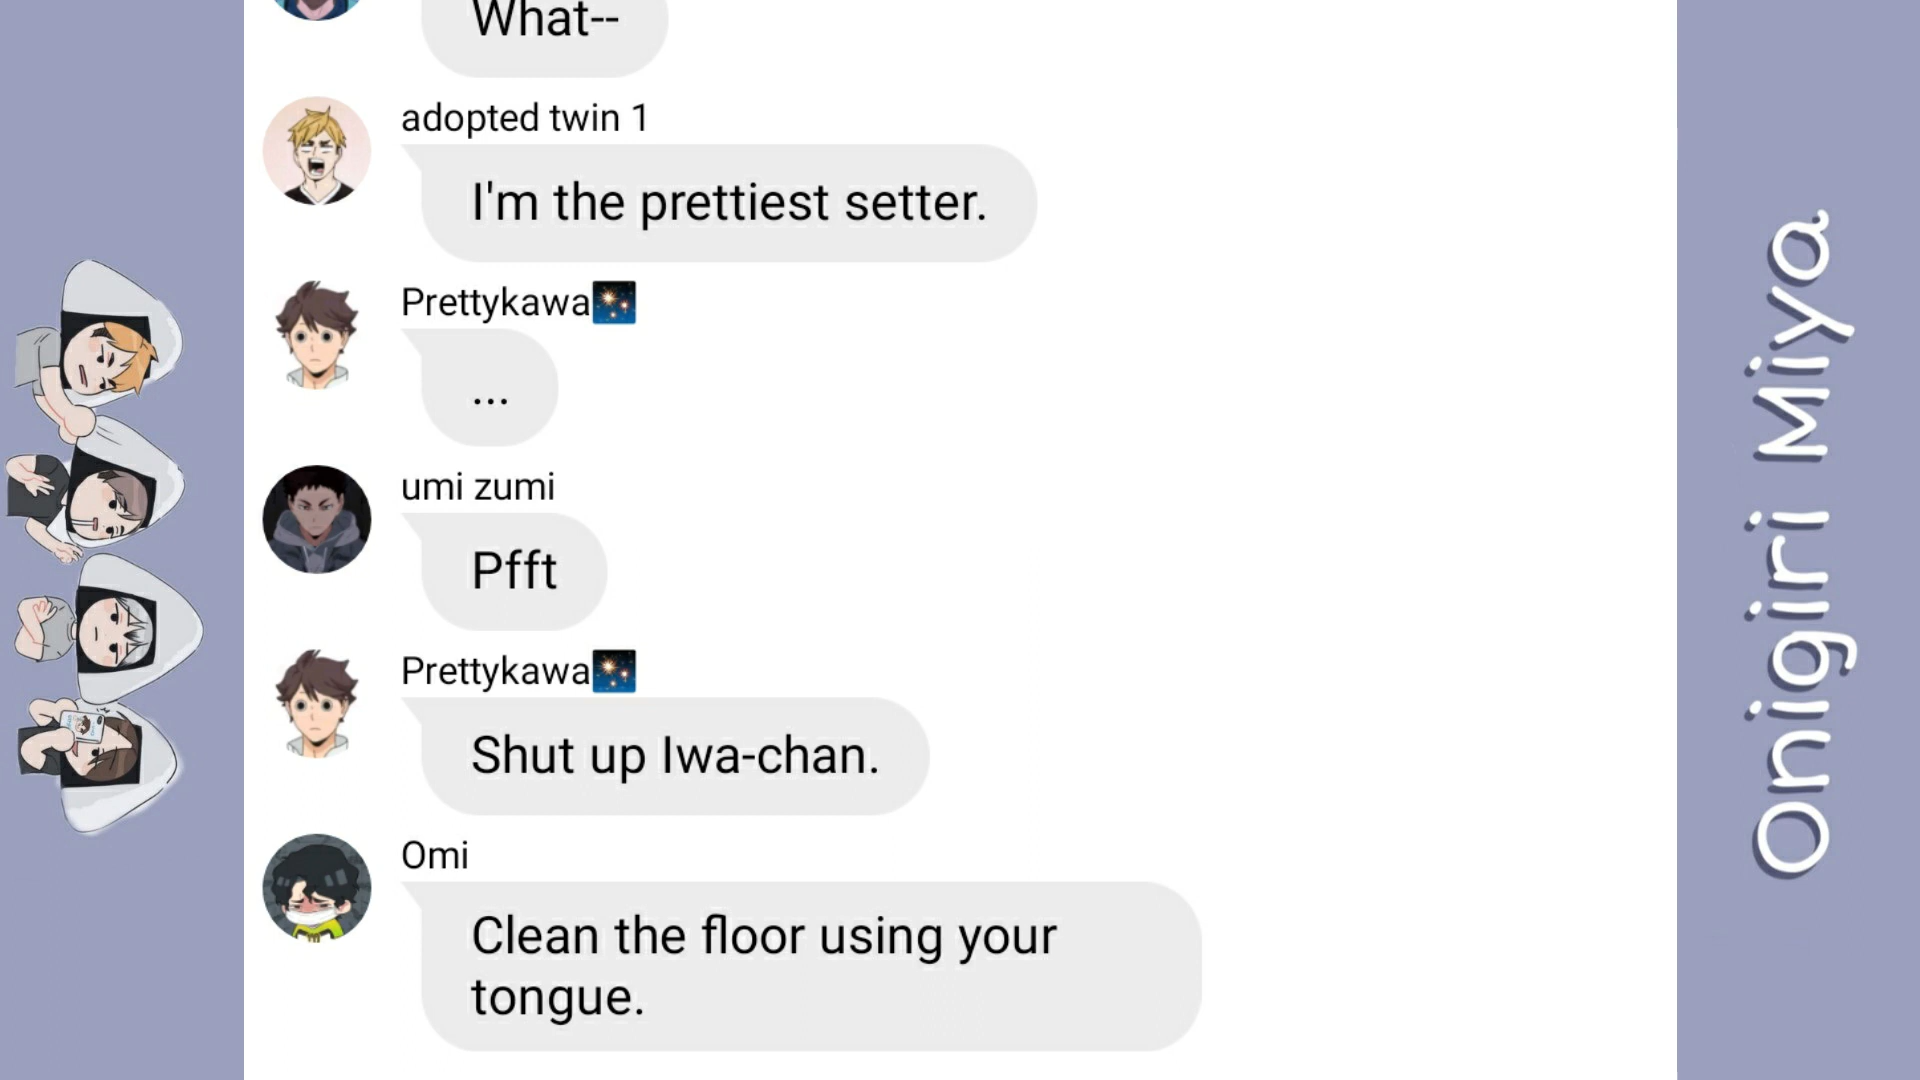 What--
adopted twin 1
I'm the prettiest setter.
Prettykawa🎇
...
umi zumi
Pfft
Prettykawa🎇
Shut up Iwa-chan.
Omi
Clean the floor using your
tongue.
Onigiri Miya